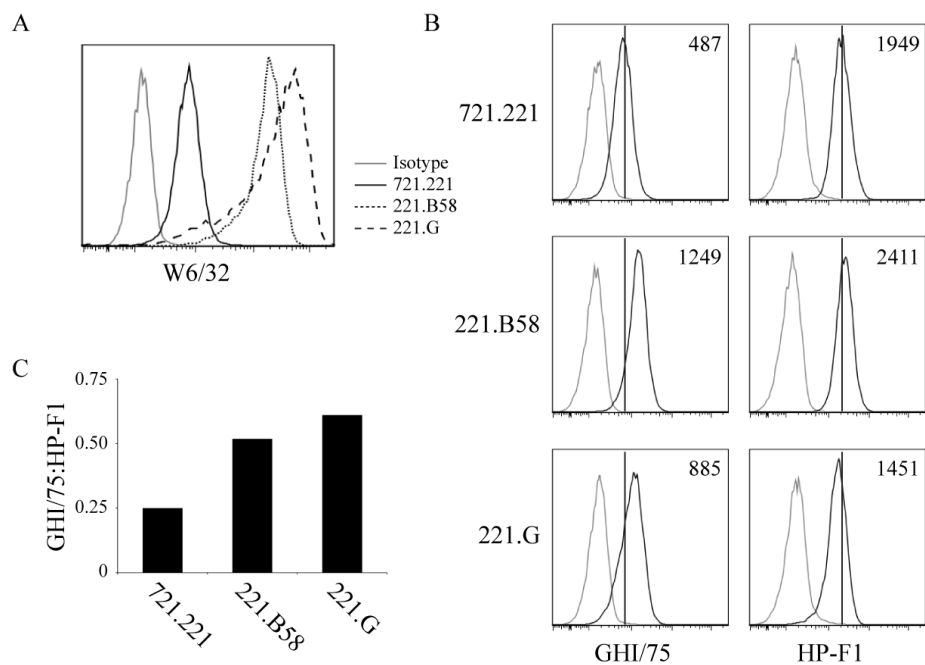 A
Isotype
721.221
221.B58
221.G
W6/32
B
487
1949
721.221
1249
2411
221.B58
885
1451
221.G
GHI/75
HP-F1
C
0.75
0.50
0.25
0
GHI/75:HP-F1
721.221
221.B58
221.G